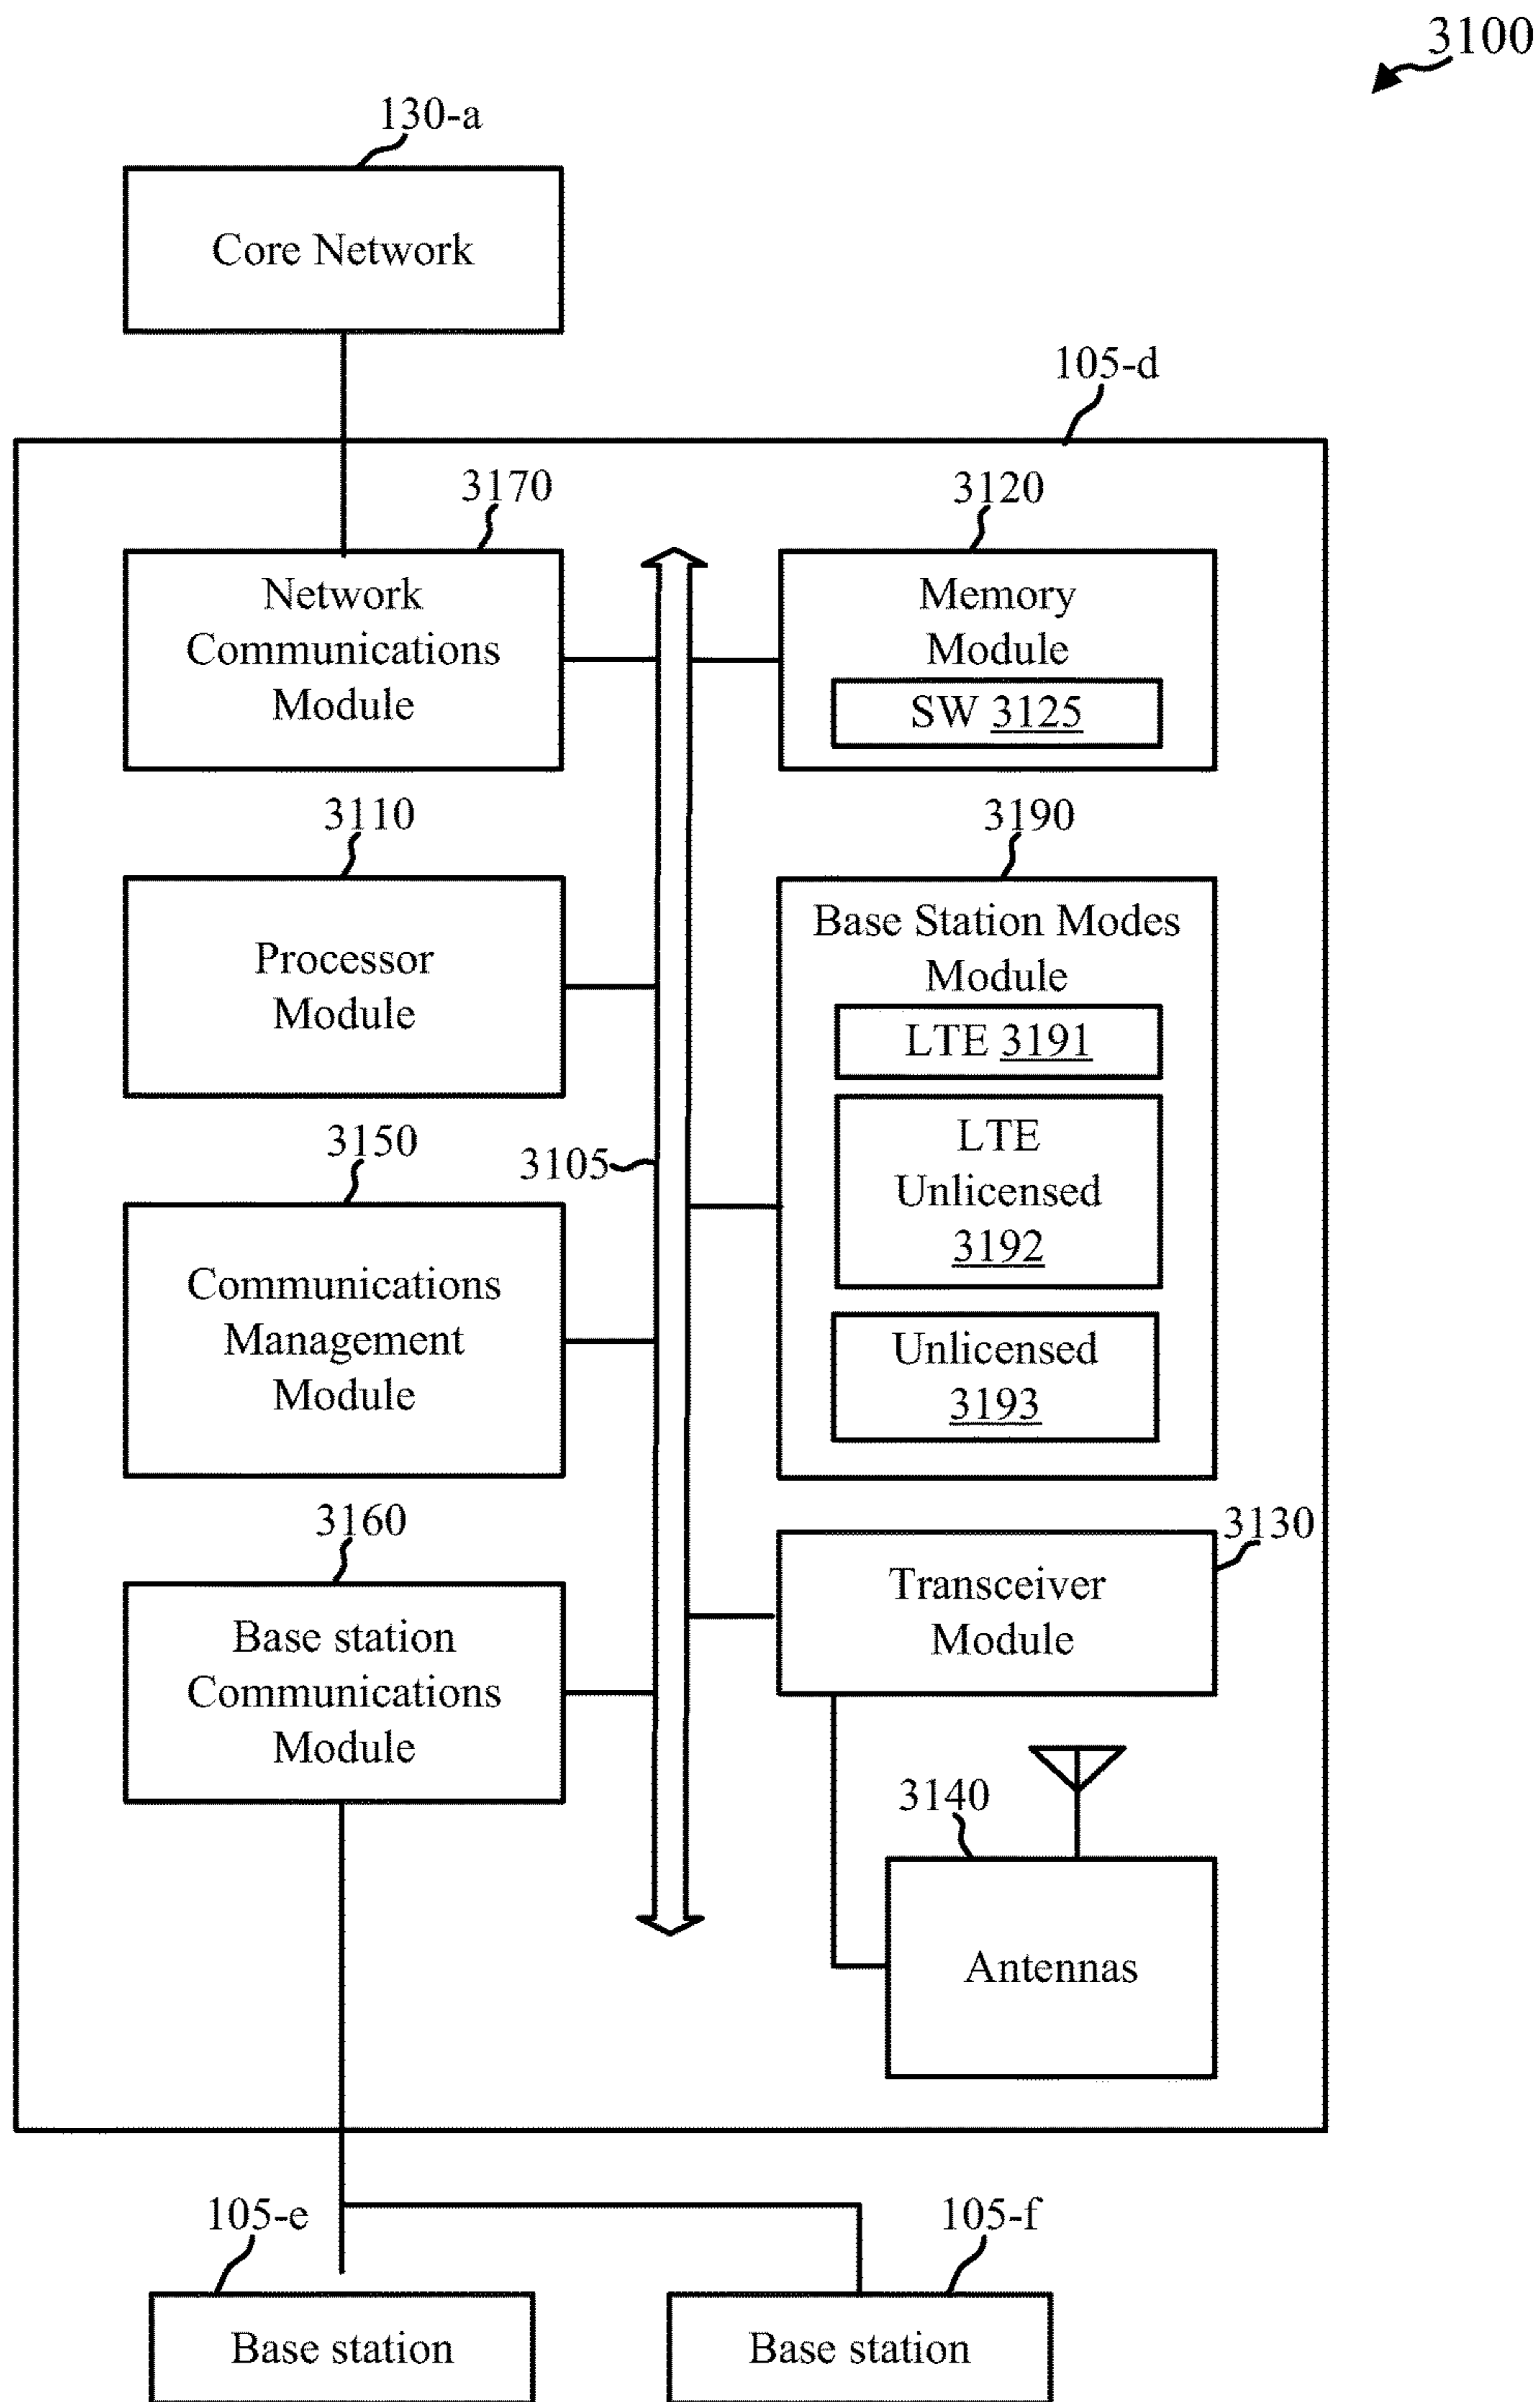 3100
130-a
Core Network
105-d
3170
Network
Communications
Module
3120
Memory
Module
SW 3125
3110
Processor
Module
3190
Base Station Modes
Module
LTE 3191
LTE
Unlicensed
3192
Unlicensed
3193
3105
3150
Communications
Management
Module
3160
Base station
Communications
Module
3130
Transceiver
Module
3140
Antennas
105-e
Base station
105-f
Base station